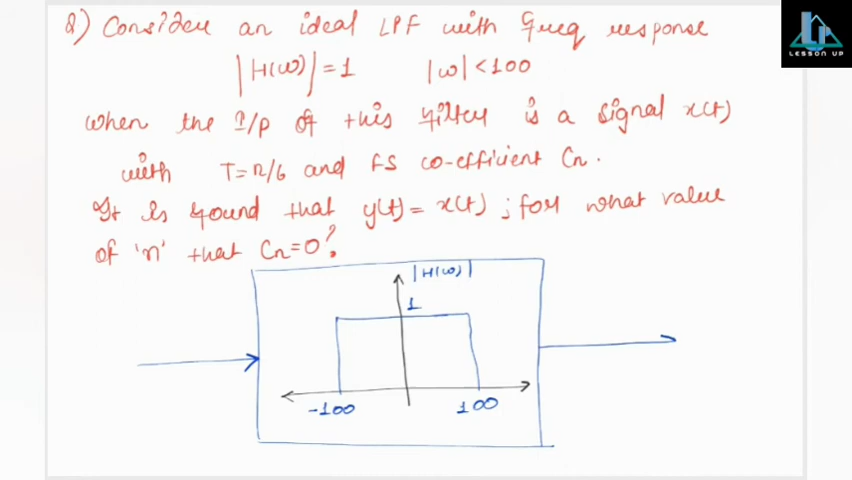 Q) Consider an ideal LPF with freq response
|H(ω)| = 1 |ω| < 100
when the I/p of this filter is a signal x(t)
with T = π/6 and FS co-efficient Cn.
It is found that y(t) = x(t) ; for what value
of 'n' that Cn = 0?
|H(ω)|
1
-100 100
LESSON UP